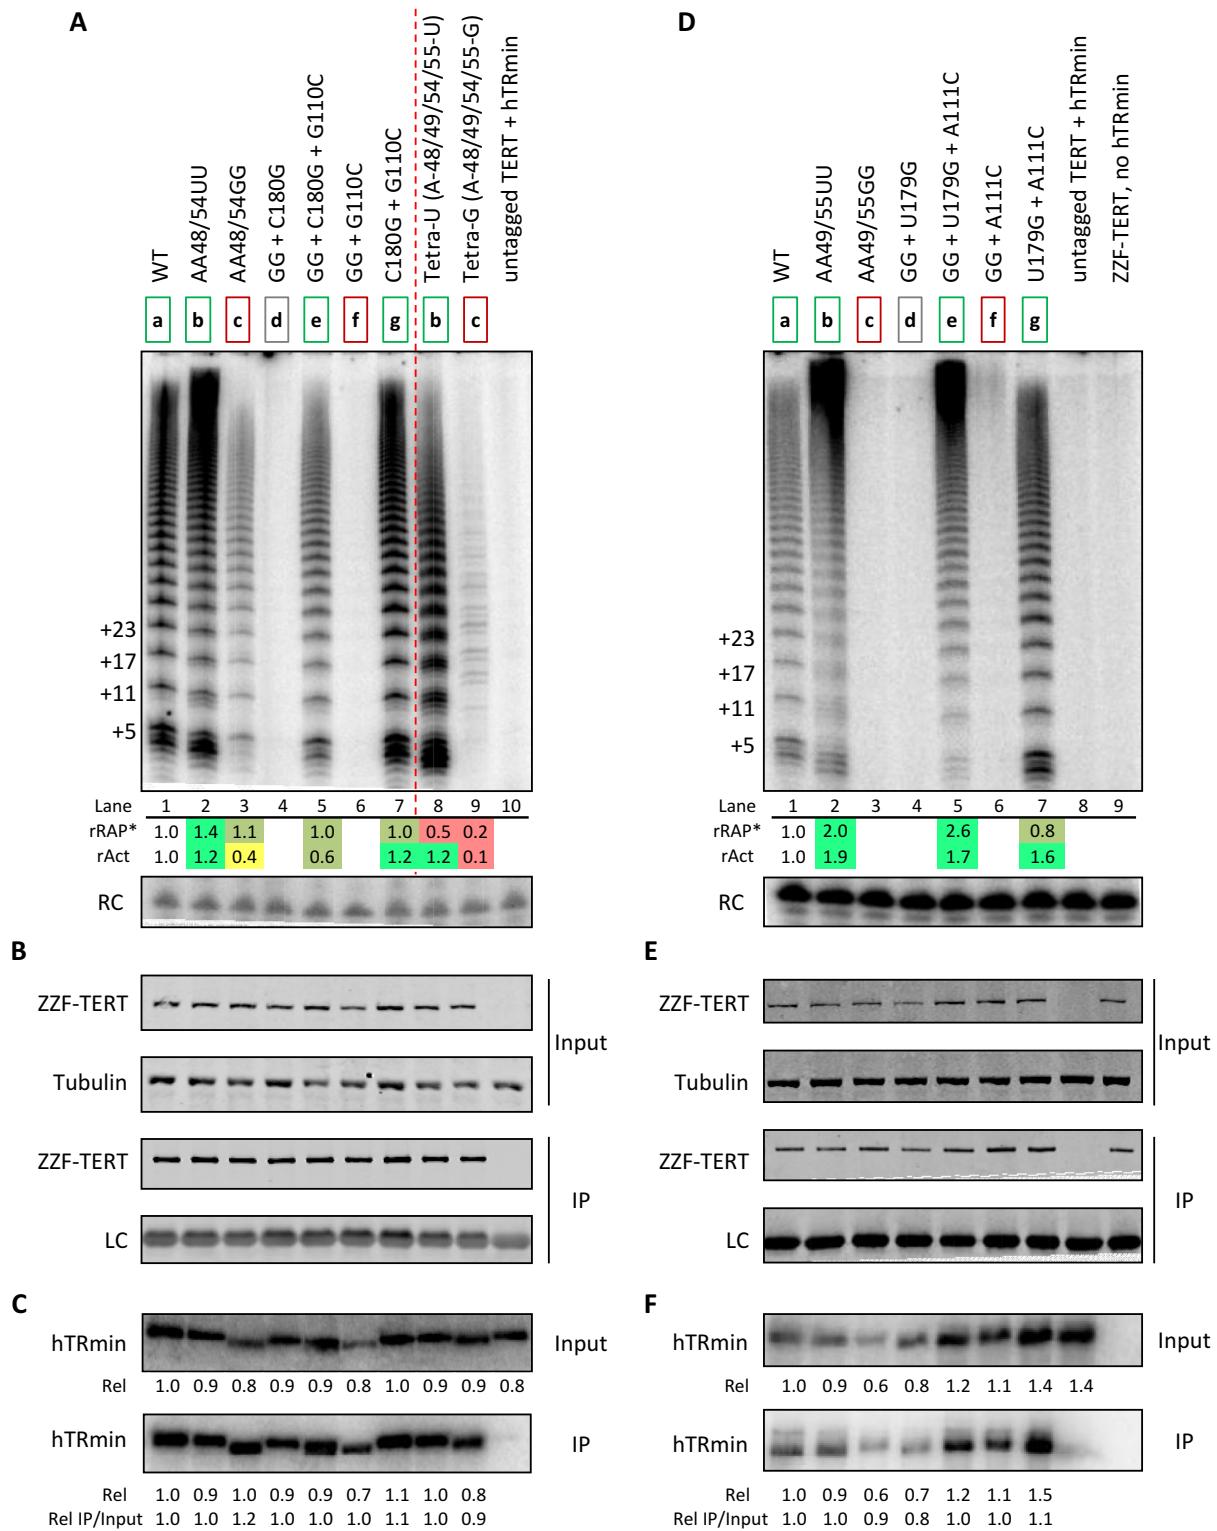 A
WT
AA48/54UU
AA48/54GG
GG + C180G
GG + C180G + G110C
GG + G110C
C180G + G110C
Tetra-U (A-48/49/54/55-U)
Tetra-G (A-48/49/54/55-G)
untagged TERT + hTRmin
a b c d e f g b c
+23
+17
+11
+5
Lane 1 2 3 4 5 6 7 8 9 10
rRAP* 1.0 1.4 1.1 1.0 1.0 0.5 0.2
rAct 1.0 1.2 0.4 0.6 1.2 1.2 0.1
RC
B
ZZF-TERT
Input
Tubulin
ZZF-TERT
IP
LC
C
hTRmin Input
Rel 1.0 0.9 0.8 0.9 0.9 0.8 1.0 0.9 0.9 0.8
hTRmin IP
Rel 1.0 0.9 1.0 0.9 0.9 0.7 1.1 1.0 0.8
Rel IP/Input 1.0 1.0 1.2 1.0 1.0 1.0 1.1 1.0 0.9
D
WT
AA49/55UU
AA49/55GG
GG + U179G
GG + U179G + A111C
GG + A111C
U179G + A111C
untagged TERT + hTRmin
ZZF-TERT, no hTRmin
a b c d e f g
+23
+17
+11
+5
Lane 1 2 3 4 5 6 7 8 9
rRAP* 1.0 2.0 2.6 0.8
rAct 1.0 1.9 1.7 1.6
RC
E
ZZF-TERT
Input
Tubulin
ZZF-TERT
IP
LC
F
hTRmin Input
Rel 1.0 0.9 0.6 0.8 1.2 1.1 1.4 1.4
hTRmin IP
Rel 1.0 0.9 0.6 0.7 1.2 1.1 1.5
Rel IP/Input 1.0 1.0 0.9 0.8 1.0 1.0 1.1